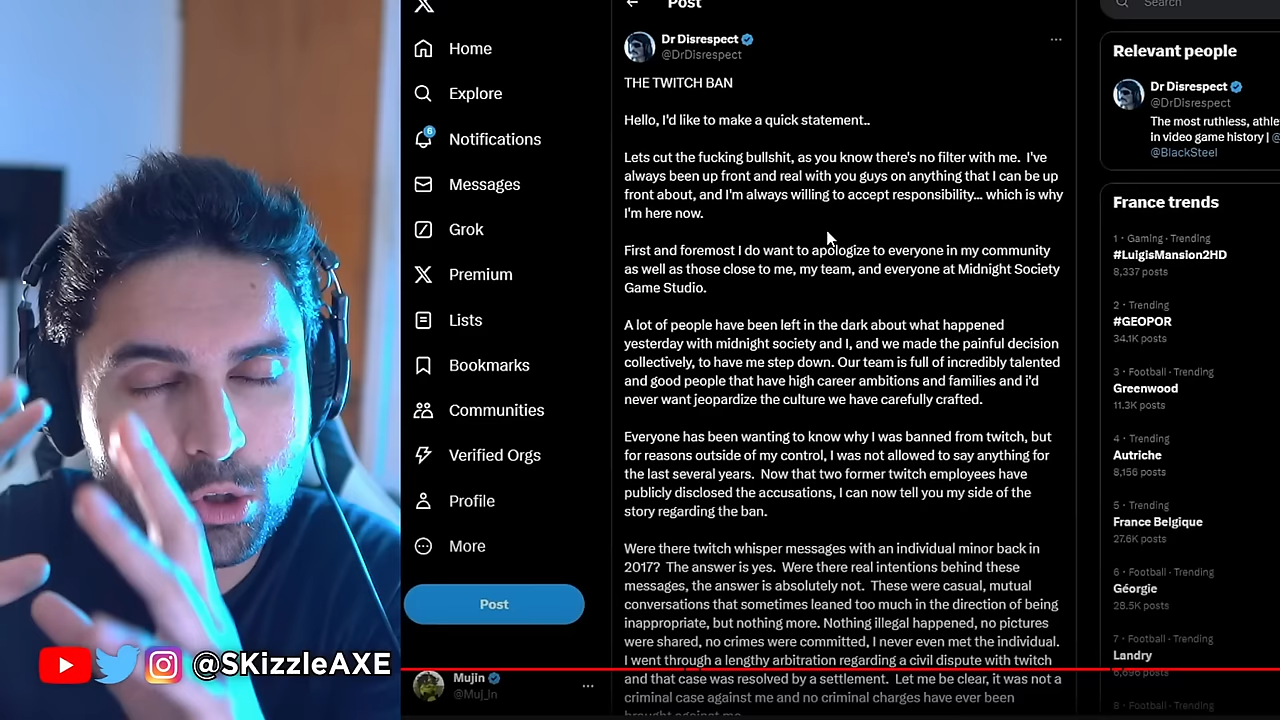 Post
Search
Home
Explore
6
Notifications
Messages
Grok
Premium
Lists
Bookmarks
Communities
Verified Orgs
Profile
More
Post
Mujin
@Muj_In
Dr Disrespect
@DrDisrespect
THE TWITCH BAN
Hello, I'd like to make a quick statement..
Lets cut the fucking bullshit, as you know there's no filter with me. I've
always been up front and real with you guys on anything that I can be up
front about, and I'm always willing to accept responsibility... which is why
I'm here now.
First and foremost I do want to apologize to everyone in my community
as well as those close to me, my team, and everyone at Midnight Society
Game Studio.
A lot of people have been left in the dark about what happened
yesterday with midnight society and I, and we made the painful decision
collectively, to have me step down. Our team is full of incredibly talented
and good people that have high career ambitions and families and i'd
never want jeopardize the culture we have carefully crafted.
Everyone has been wanting to know why I was banned from twitch, but
for reasons outside of my control, I was not allowed to say anything for
the last several years. Now that two former twitch employees have
publicly disclosed the accusations, I can now tell you my side of the
story regarding the ban.
Were there twitch whisper messages with an individual minor back in
2017? The answer is yes. Were there real intentions behind these
messages, the answer is absolutely not. These were casual, mutual
conversations that sometimes leaned too much in the direction of being
inappropriate, but nothing more. Nothing illegal happened, no pictures
were shared, no crimes were committed, I never even met the individual.
I went through a lengthy arbitration regarding a civil dispute with twitch
and that case was resolved by a settlement. Let me be clear, it was not a
criminal case against me and no criminal charges have ever been
brought against me
Relevant people
Dr Disrespect
@DrDisrespect
The most ruthless, athle
in video game history | @
@BlackSteel
France trends
1 · Gaming · Trending
#LuigisMansion2HD
8,337 posts
2 · Trending
#GEOPOR
34.1K posts
3 · Football · Trending
Greenwood
11.3K posts
4 · Trending
Autriche
8,156 posts
5 · Trending
France Belgique
27.6K posts
6 · Football · Trending
Géorgie
26.5K posts
7 · Football · Trending
Landry
6,696 posts
8 · Football · Trending
@SKizzleAXE